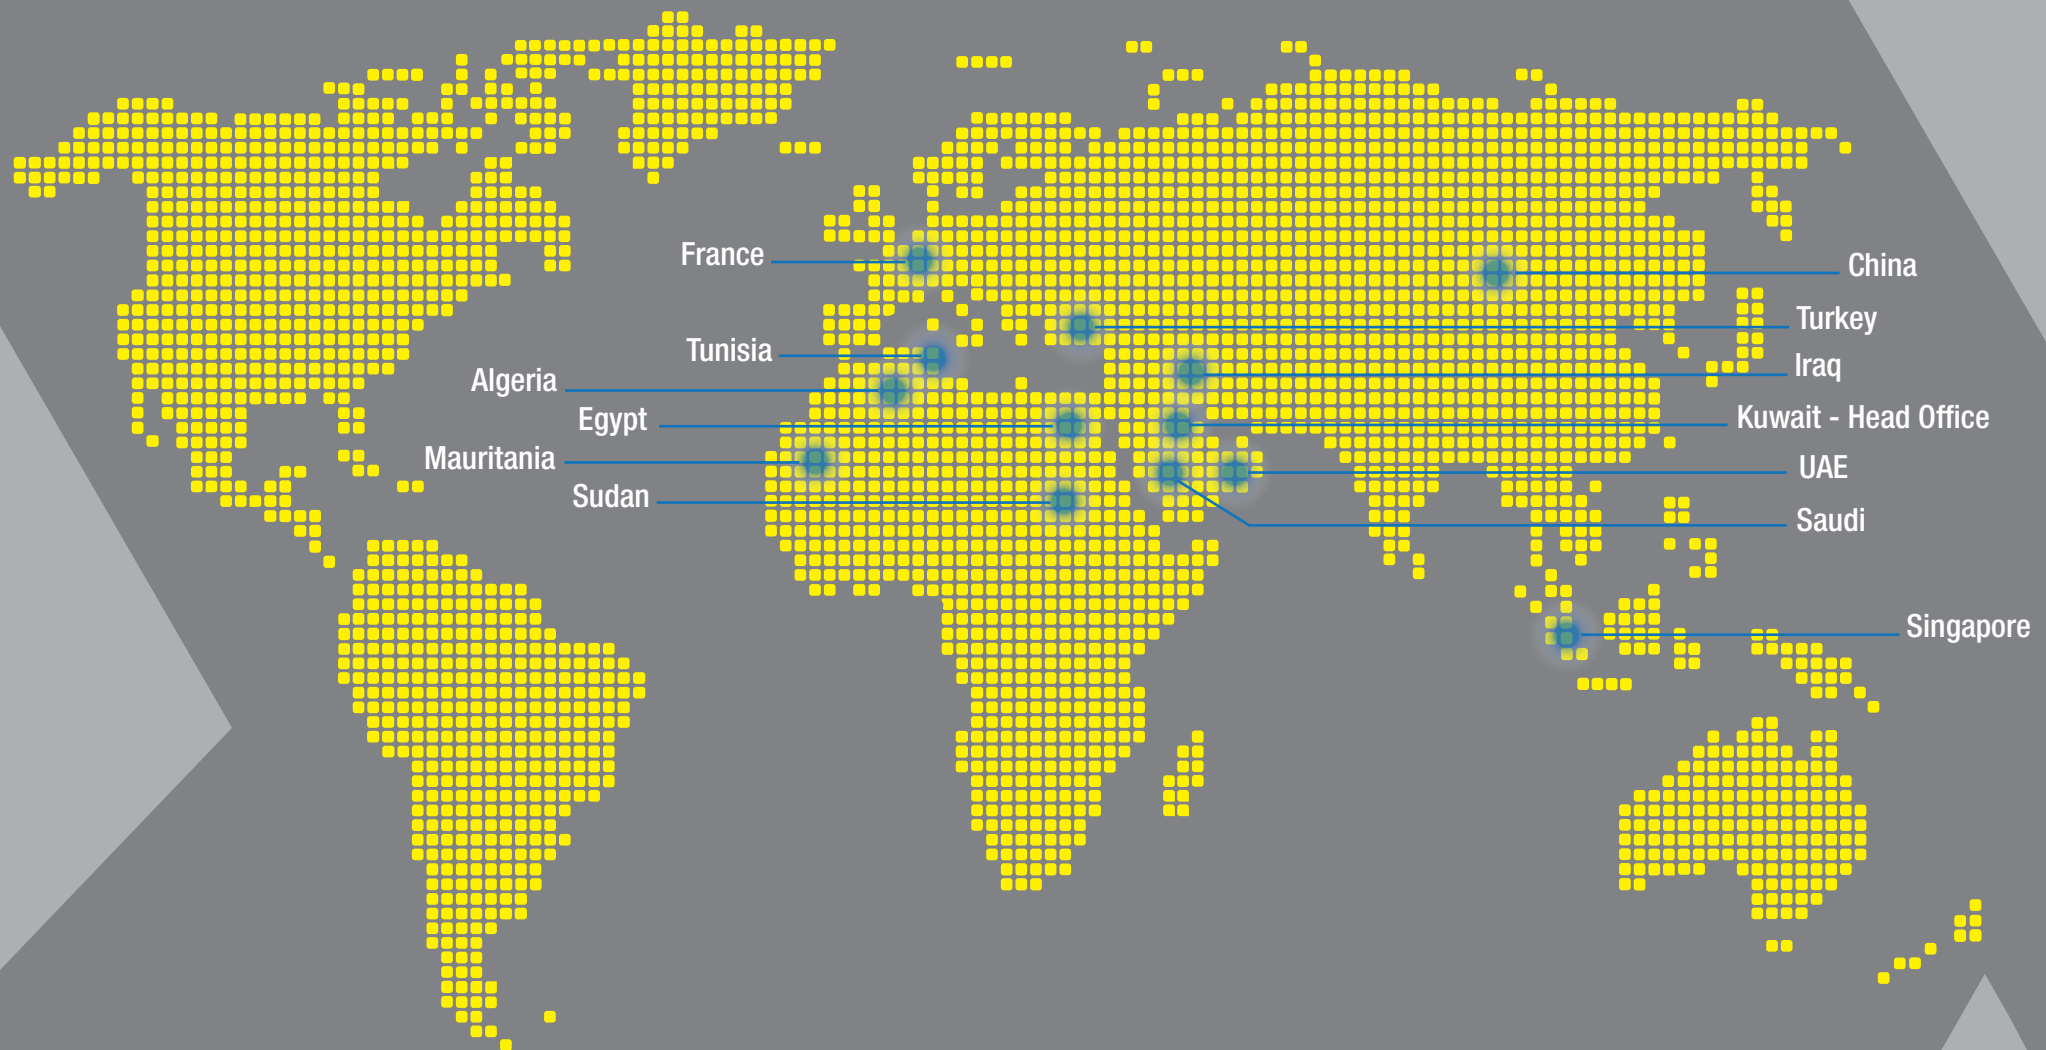 France
Tunisia
Algeria
Egypt
Mauritania
Sudan
China
Turkey
Iraq
Kuwait - Head Office
UAE
Saudi
Singapore